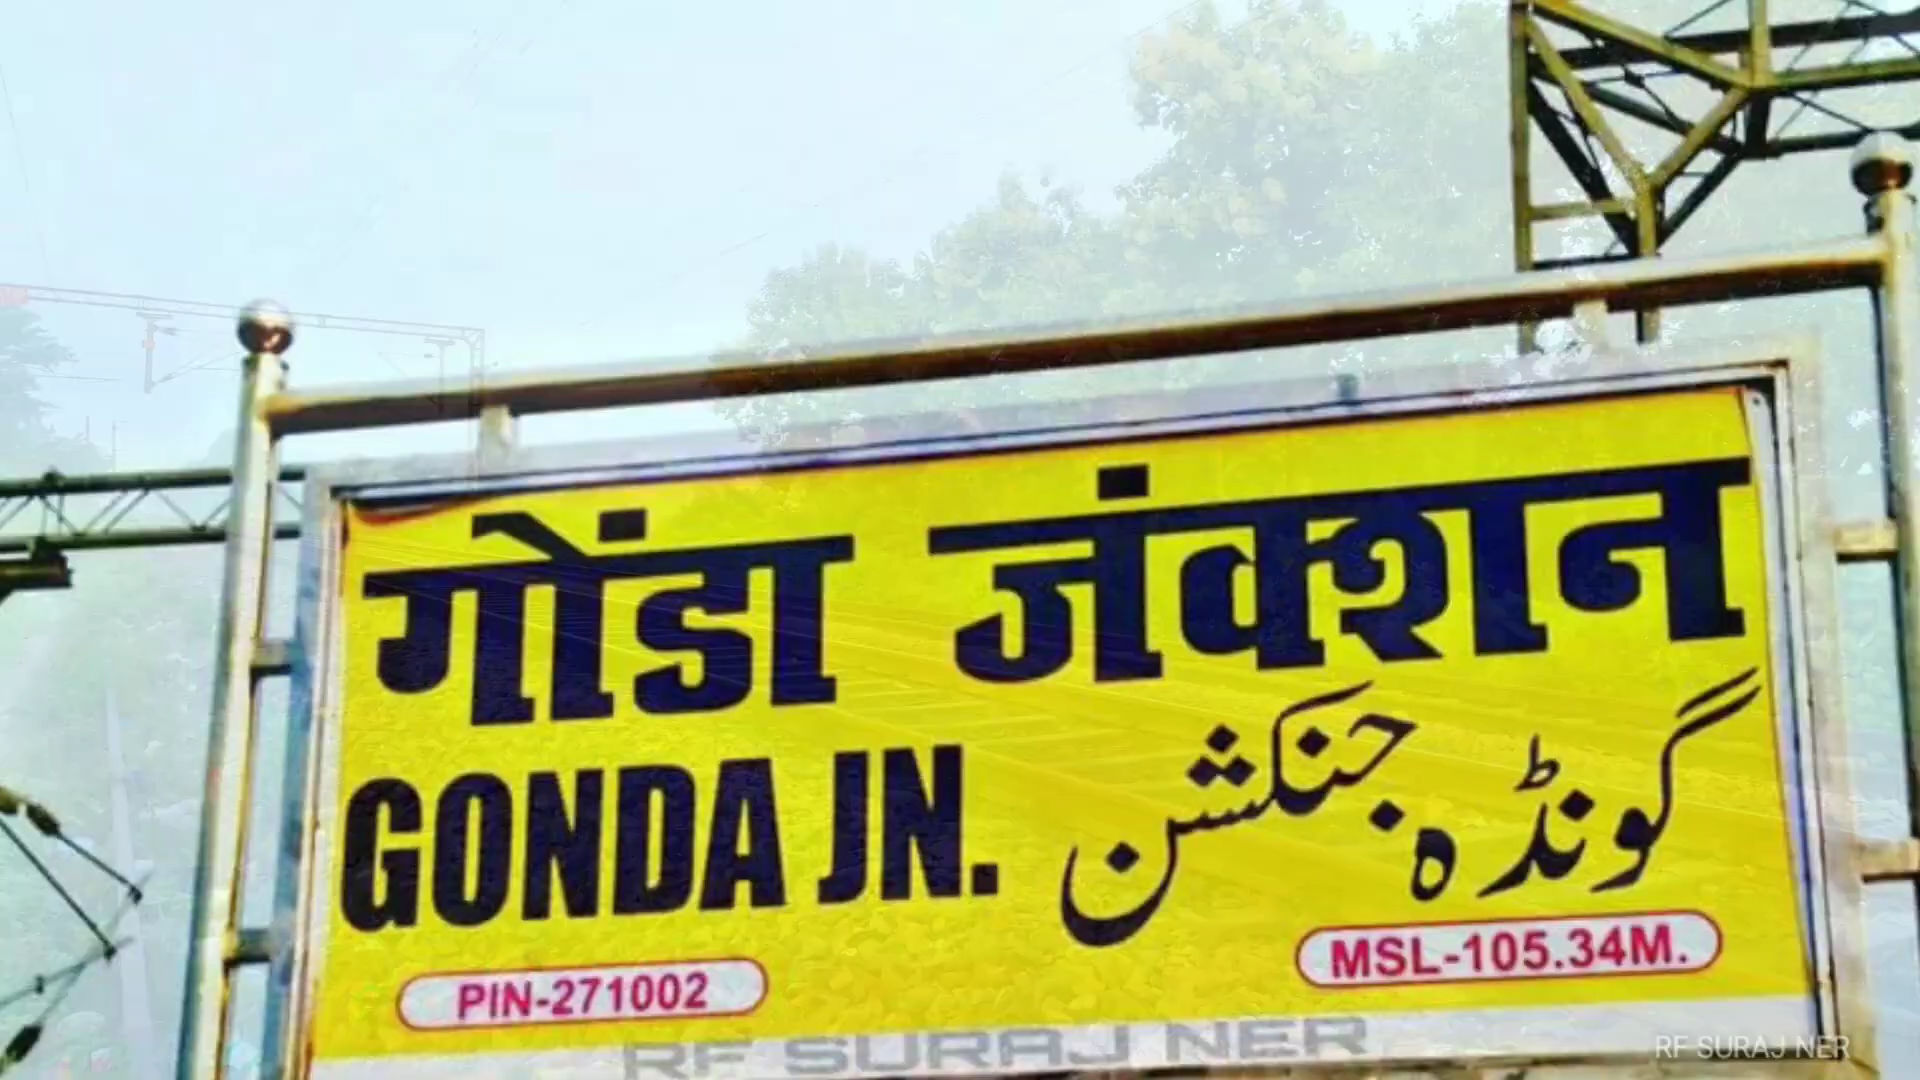 गोंडा जंक्शन
GONDA JN.
گونڈہ جنکشن
PIN-271002
MSL-105.34M.
RF SURAJ NER
RF SURAJ NER